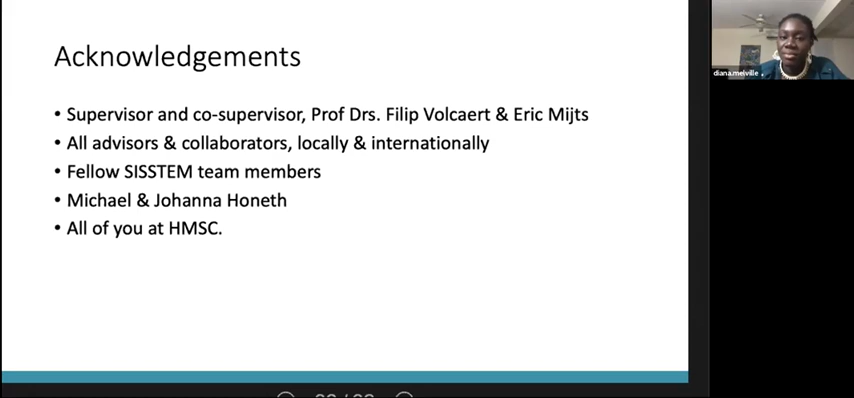 Acknowledgements
• Supervisor and co-supervisor, Prof Drs. Filip Volcaert & Eric Mijts
• All advisors & collaborators, locally & internationally
• Fellow SISSTEM team members
• Michael & Johanna Honeth
• All of you at HMSC.
diana.melville